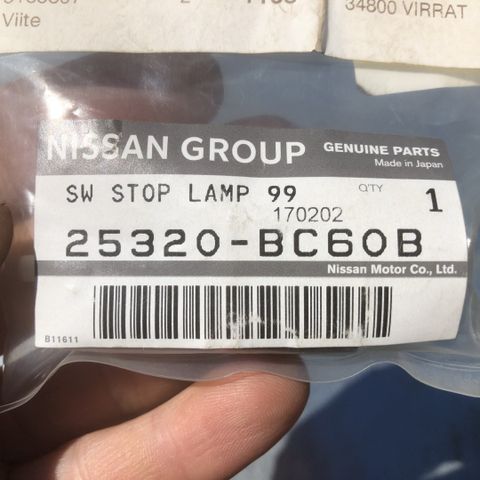 Viite
2
34800 VIRRAT
NISSAN GROUP GENUINE PARTS
Made in Japan
SW STOP LAMP 99 Q'TY 1
170202
25320-BC60B
Nissan Motor Co., Ltd.
B11611